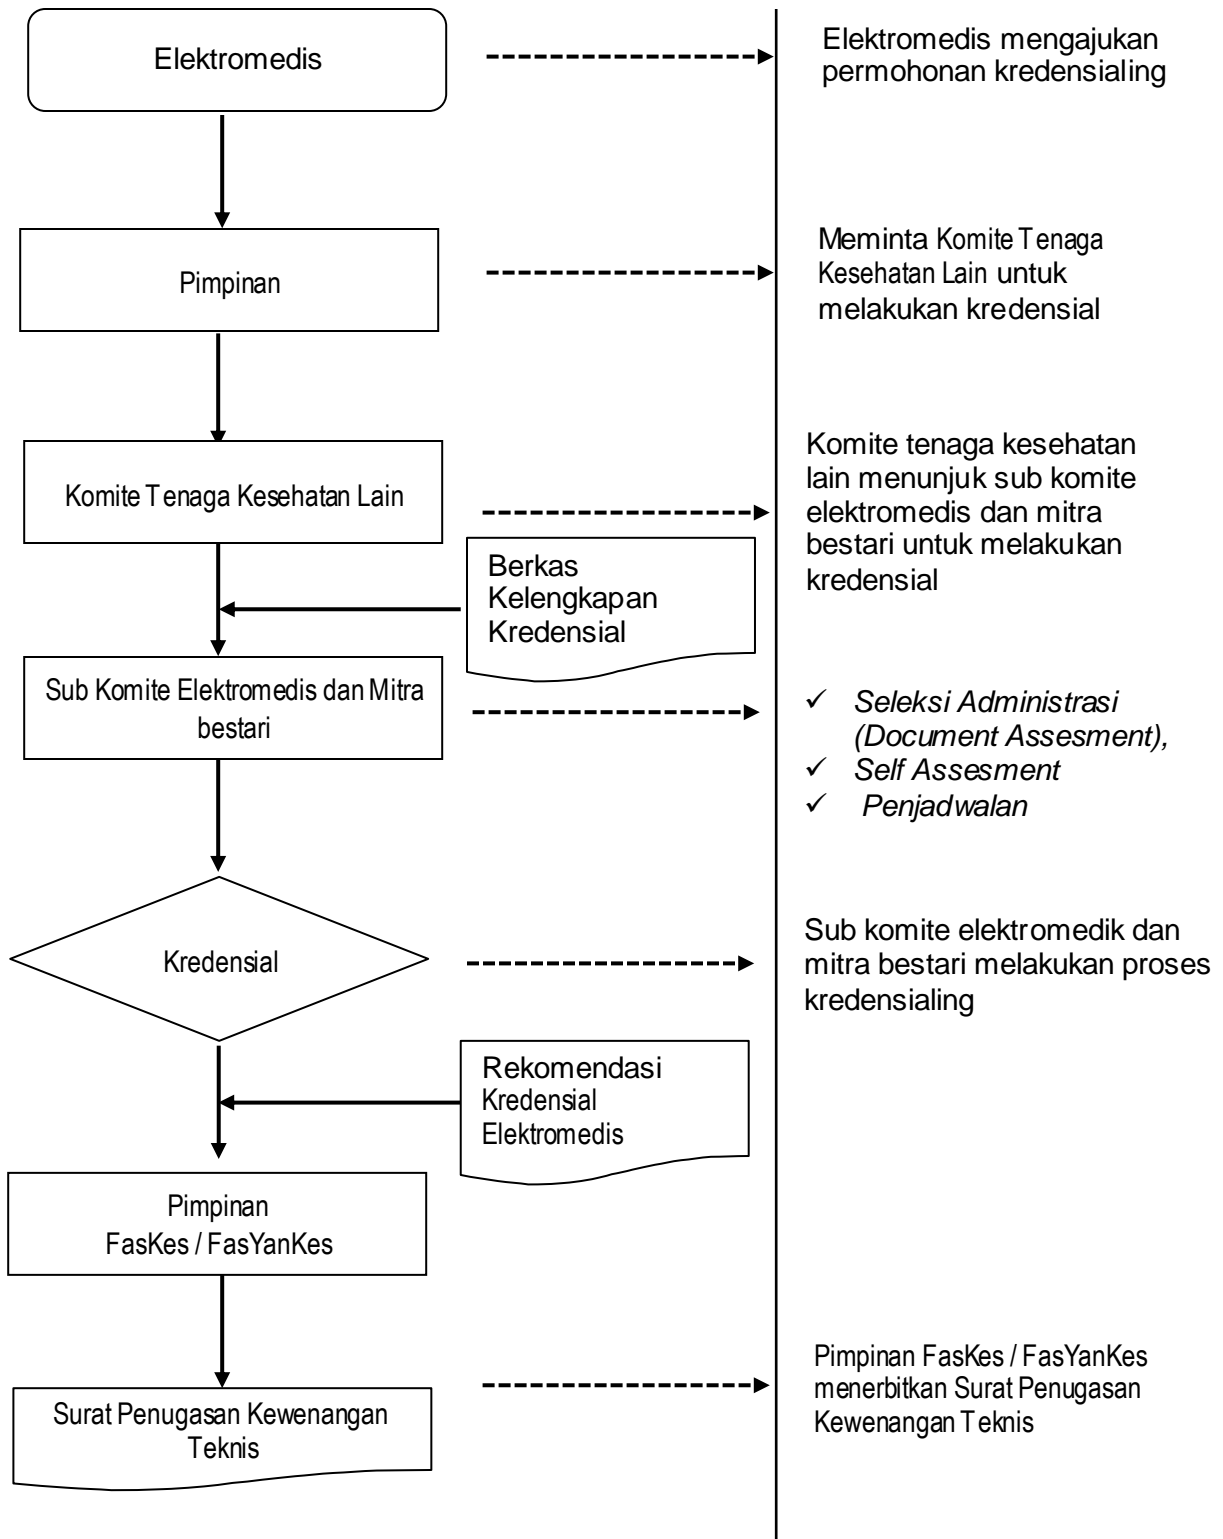 Elektromedis
Elektromedis mengajukan
permohonan kredensialing
Pimpinan
Meminta Komite Tenaga
Kesehatan Lain untuk
melakukan kredensial
Komite Tenaga Kesehatan Lain
Komite tenaga kesehatan
lain menunjuk sub komite
elektromedis dan mitra
bestari untuk melakukan
kredensial
Berkas
Kelengkapan
Kredensial
Sub Komite Elektromedis dan Mitra
bestari
✓ Seleksi Administrasi
(Document Assesment),
✓ Self Assesment
✓ Penjadwalan
Kredensial
Sub komite elektromedik dan
mitra bestari melakukan proses
kredensialing
Rekomendasi
Kredensial
Elektromedis
Pimpinan
FasKes / FasYanKes
Surat Penugasan Kewenangan
Teknis
Pimpinan FasKes / FasYanKes
menerbitkan Surat Penugasan
Kewenangan Teknis